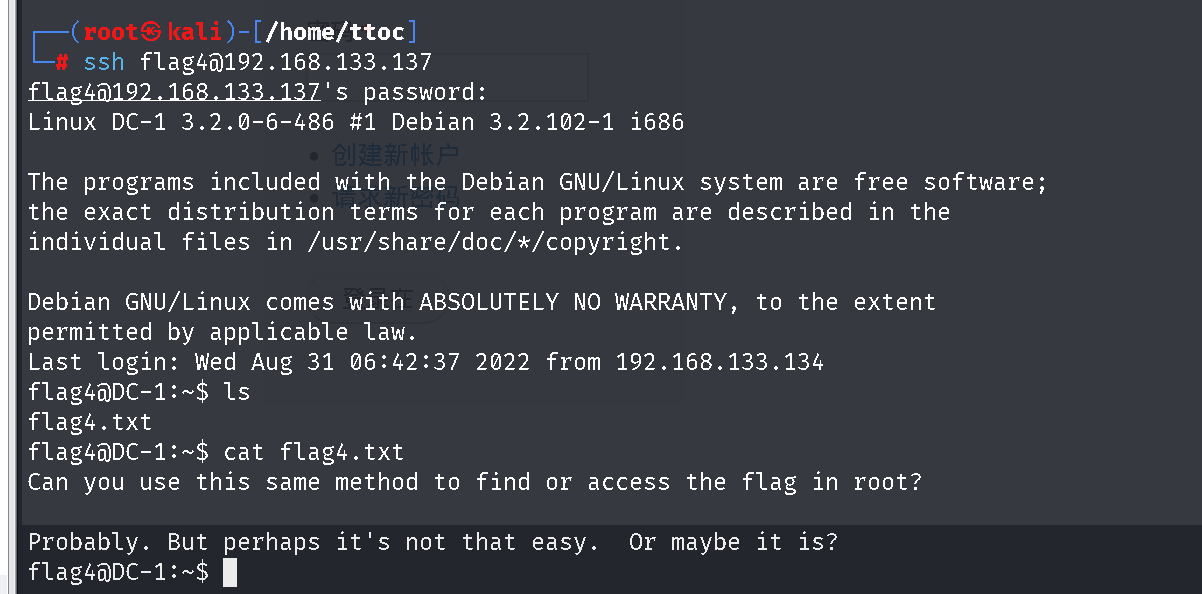 ┌──(root㉿kali)-[/home/ttoc]
└─# ssh flag4@192.168.133.137
flag4@192.168.133.137's password:
Linux DC-1 3.2.0-6-486 #1 Debian 3.2.102-1 i686
创建新帐户
The programs included with the Debian GNU/Linux system are free software;
请求新密码
the exact distribution terms for each program are described in the
individual files in /usr/share/doc/*/copyright.
Debian GNU/Linux comes with ABSOLUTELY NO WARRANTY, to the extent
permitted by applicable law.
Last login: Wed Aug 31 06:42:37 2022 from 192.168.133.134
flag4@DC-1:~$ ls
flag4.txt
flag4@DC-1:~$ cat flag4.txt
Can you use this same method to find or access the flag in root?
Probably. But perhaps it's not that easy.  Or maybe it is?
flag4@DC-1:~$